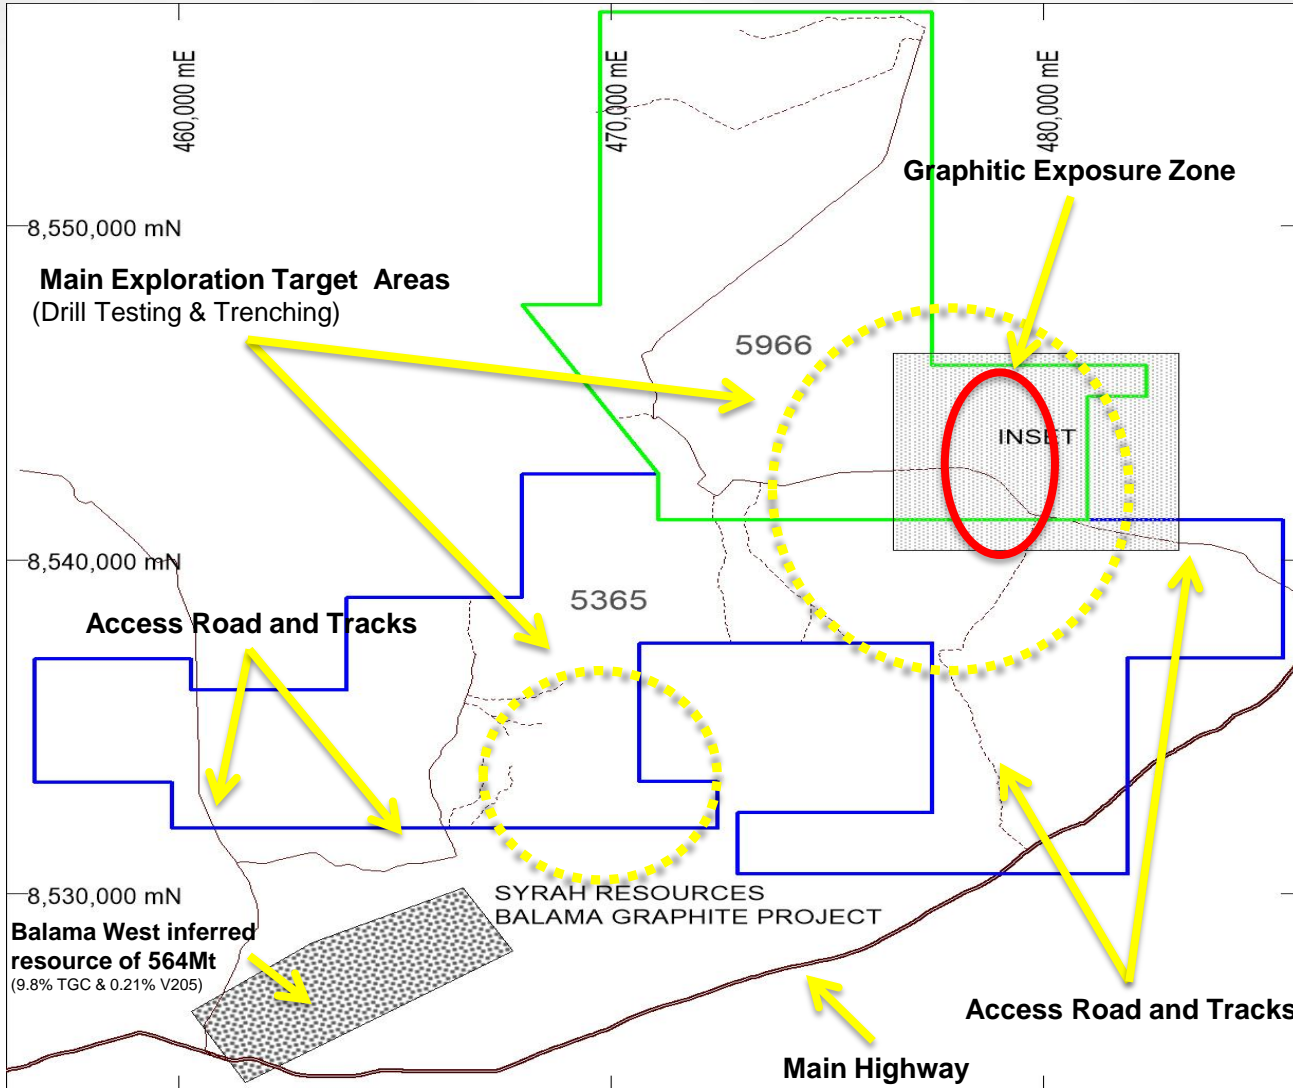 460,000 mE
470,000 mE
480,000 mE
Graphitic Exposure Zone
8,550,000 mN
Main Exploration Target Areas
(Drill Testing & Trenching)
5966
INSET
8,540,000 mN
5365
Access Road and Tracks
8,530,000 mN
SYRAH RESOURCES
BALAMA GRAPHITE PROJECT
Balama West inferred
resource of 564Mt
(9.8% TGC & 0.21% V205)
Access Road and Tracks
Main Highway